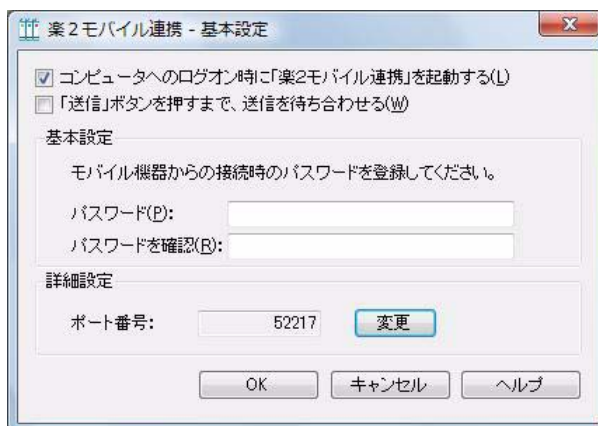 楽2モバイル連携 - 基本設定
コンピュータへのログオン時に「楽2モバイル連携」を起動する(L)
「送信」ボタンを押すまで、送信を待ち合わせる(W)
基本設定
モバイル機器からの接続時のパスワードを登録してください。
パスワード(P):
パスワードを確認(R):
詳細設定
ポート番号: 52217 変更
OK キャンセル ヘルプ